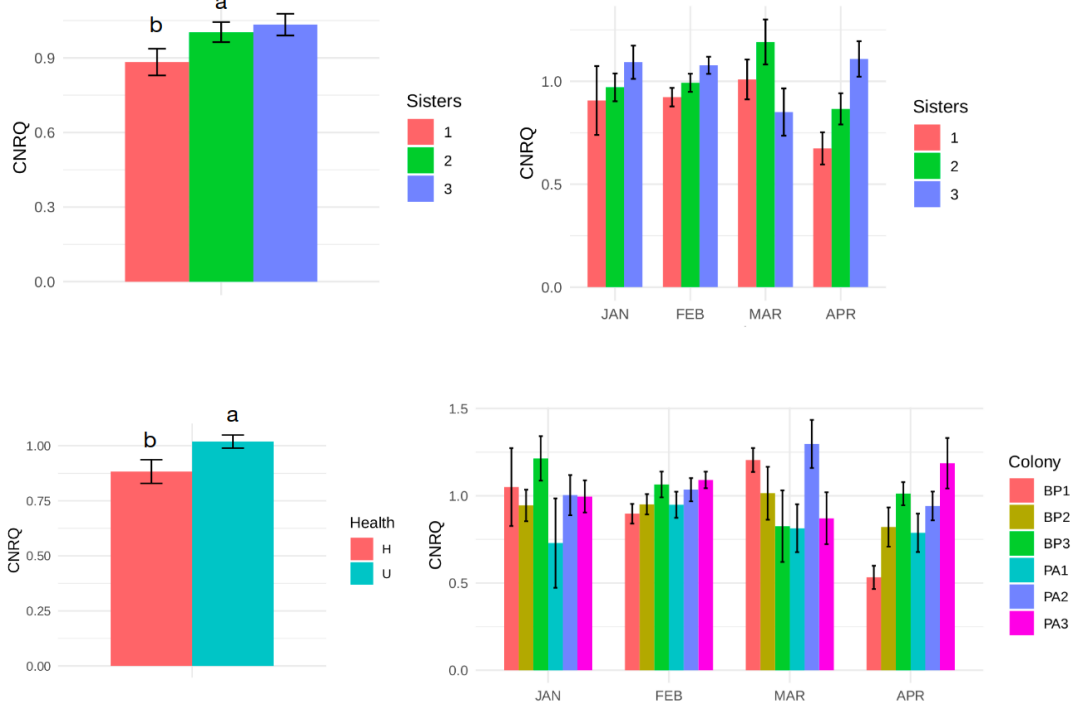 a
b
0.9
0.6
0.3
0.0
CNRQ
Sisters
1
2
3
1.0
0.5
0.0
CNRQ
JAN FEB MAR APR
Sisters
1
2
3
a
b
1.00
0.75
0.50
0.25
0.00
CNRQ
Health
H
U
1.5
1.0
0.5
0.0
CNRQ
JAN FEB MAR APR
Colony
BP1
BP2
BP3
PA1
PA2
PA3